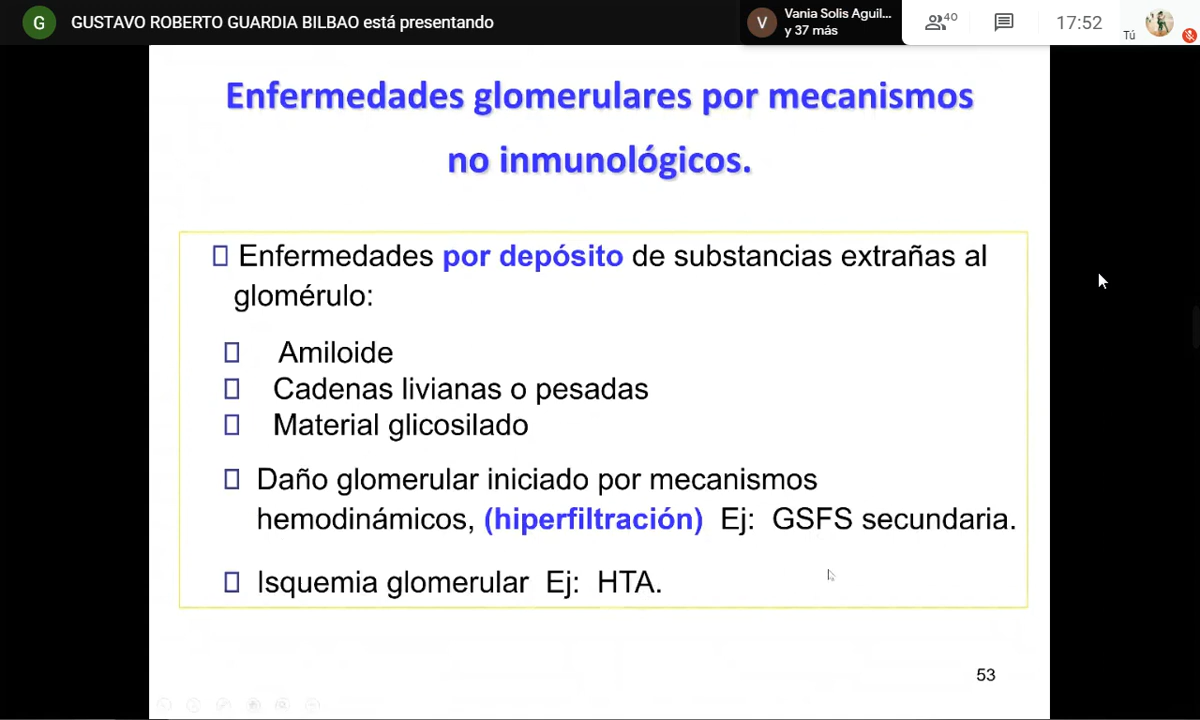 G GUSTAVO ROBERTO GUARDIA BILBAO está presentando
V Vania Solis Aguil...
y 37 más
40
17:52
Tú
Enfermedades glomerulares por mecanismos
no inmunológicos.
Enfermedades por depósito de substancias extrañas al
glomérulo:
Amiloide
Cadenas livianas o pesadas
Material glicosilado
Daño glomerular iniciado por mecanismos
hemodinámicos, (hiperfiltración) Ej: GSFS secundaria.
Isquemia glomerular Ej: HTA.
53